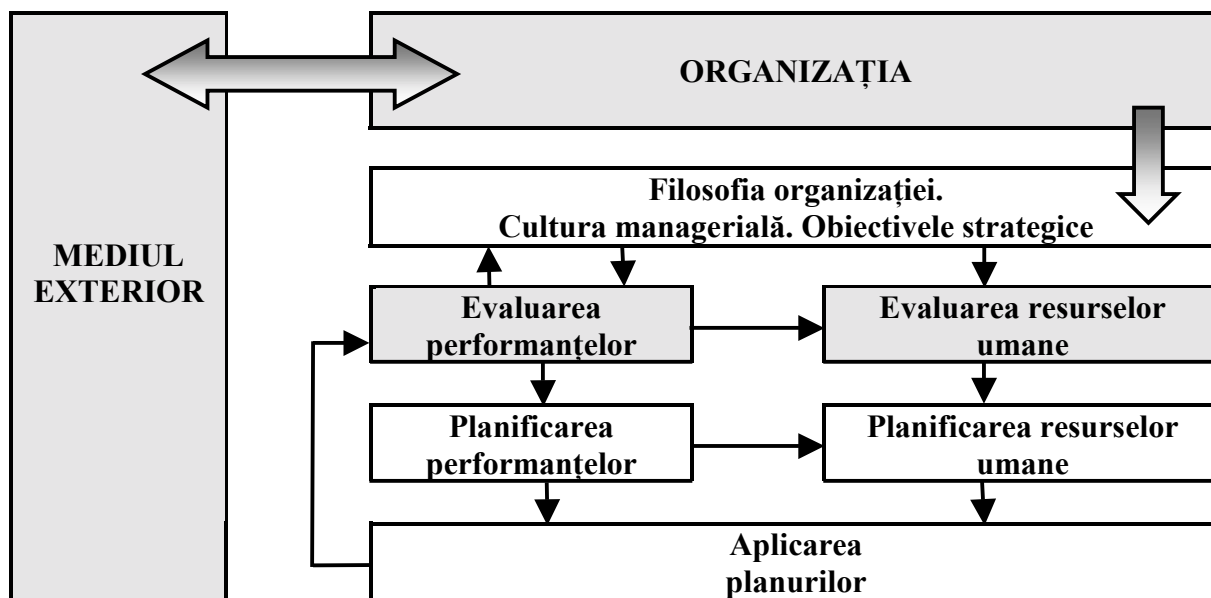 ORGANIZAȚIA
Filosofia organizației.
Cultura managerială. Obiectivele strategice
MEDIUL
EXTERIOR
Evaluarea
performanțelor
Evaluarea resurselor
umane
Planificarea
performanțelor
Planificarea resurselor
umane
Aplicarea
planurilor